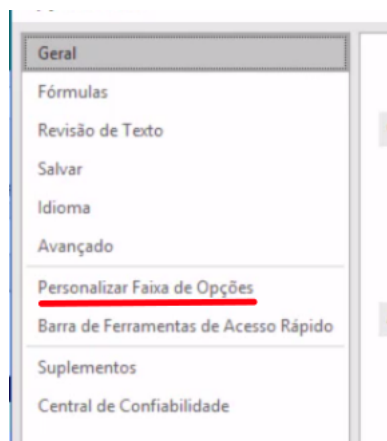 Geral
Fórmulas
Revisão de Texto
Salvar
Idioma
Avançado
Personalizar Faixa de Opções
Barra de Ferramentas de Acesso Rápido
Suplementos
Central de Confiabilidade